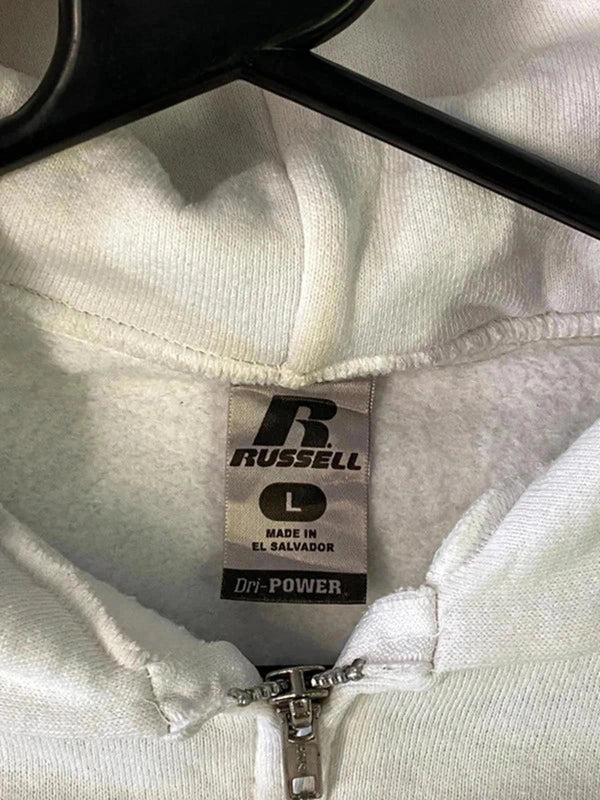 R
RUSSELL
L
MADE IN
EL SALVADOR
Dri-POWER